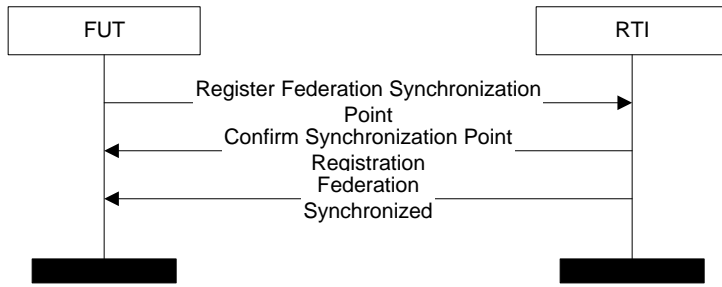 FUT
RTI
Register Federation Synchronization
Point
Confirm Synchronization Point
Registration
Federation
Synchronized